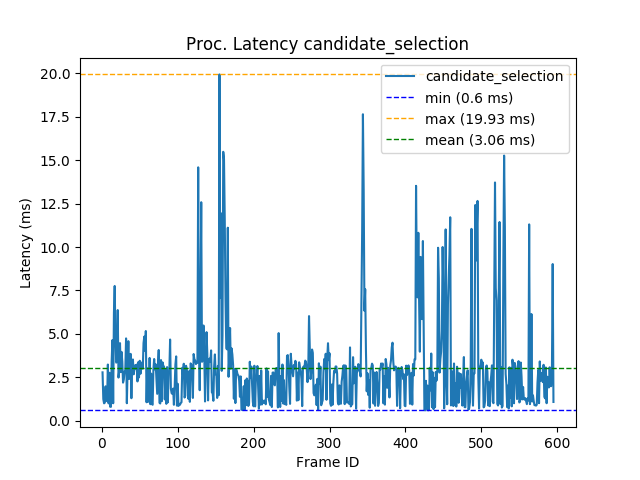 Proc. Latency candidate_selection
candidate_selection
min (0.6 ms)
max (19.93 ms)
mean (3.06 ms)
Latency (ms)
20.0
17.5
15.0
12.5
10.0
7.5
5.0
2.5
0.0
0 100 200 300 400 500 600
Frame ID